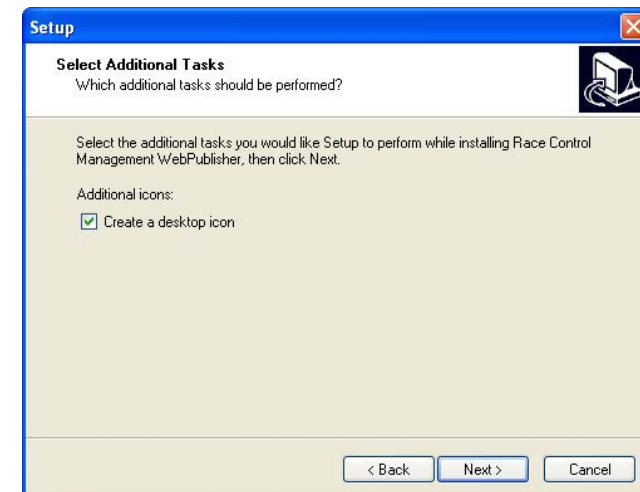 Setup
Select Additional Tasks
Which additional tasks should be performed?
Select the additional tasks you would like Setup to perform while installing Race Control
Management WebPublisher, then click Next.
Additional icons:
Create a desktop icon
< Back Next > Cancel